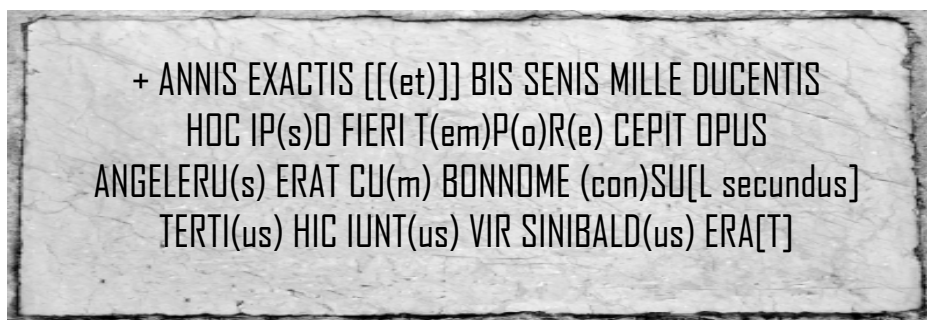 + ANNIS EXACTIS [[(et)]] BIS SENIS MILLE DUCENTIS
HOC IP(s)O FIERI T(em)P(o)R(e) CEPIT OPUS
ANGELERU(s) ERAT CU(m) BONNOME (con)SU[L secundus]
TERTI(us) HIC IUNT(us) VIR SINIBALD(us) ERA[T]